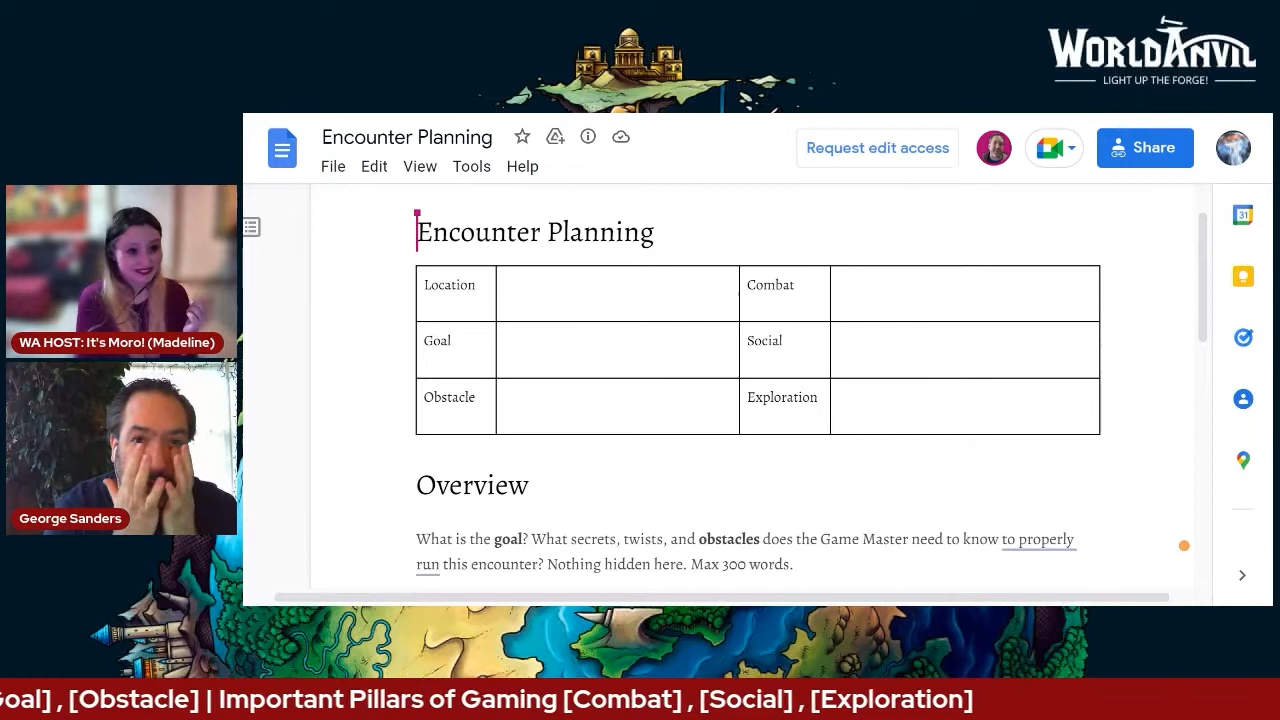 WORLDANVIL
LIGHT UP THE FORGE!
Encounter Planning
Request edit access
Share
File Edit View Tools Help
31
Encounter Planning
Location Combat
Goal Social
Obstacle Exploration
WA HOST: It's Moro! (Madeline)
George Sanders
Overview
What is the goal? What secrets, twists, and obstacles does the Game Master need to know to properly
run this encounter? Nothing hidden here. Max 300 words.
Goal] , [Obstacle] | Important Pillars of Gaming [Combat] , [Social] , [Exploration]